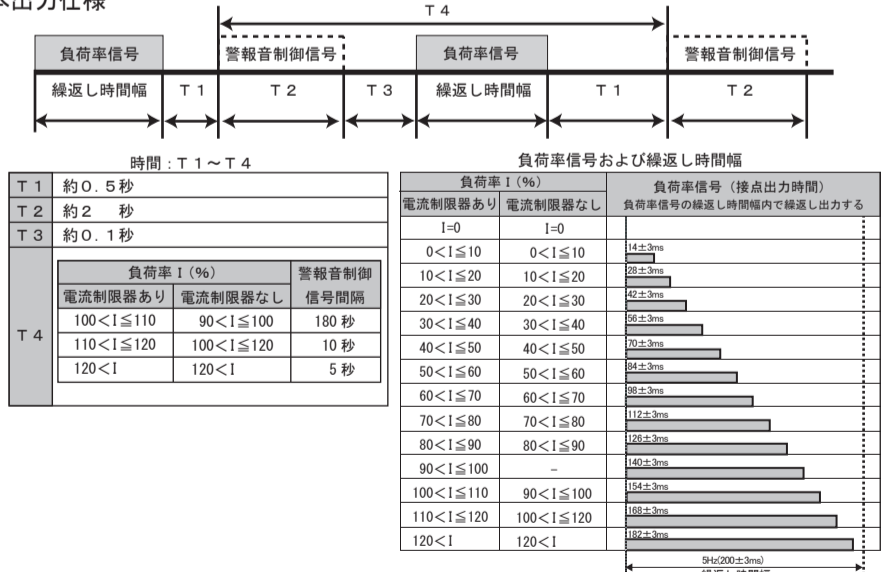 本出力仕様
T4
負荷率信号
警報音制御信号
負荷率信号
警報音制御信号
繰返し時間幅
T1
T2
T3
繰返し時間幅
T1
T2
時間:T1~T4
T1 約0.5秒
T2 約2 秒
T3 約0.1秒
T4
負荷率 I (%) 警報音制御信号間隔
電流制限器あり 電流制限器なし
100<I≦110 90<I≦100 180秒
110<I≦120 100<I≦120 10秒
120<I 120<I 5秒
負荷率信号および繰返し時間幅
負荷率 I (%) 負荷率信号(接点出力時間)
電流制限器あり 電流制限器なし 負荷率信号の繰返し時間幅内で繰返し出力する
I=0 I=0
0<I≦10 0<I≦10 14±3ms
10<I≦20 10<I≦20 28±3ms
20<I≦30 20<I≦30 42±3ms
30<I≦40 30<I≦40 56±3ms
40<I≦50 40<I≦50 70±3ms
50<I≦60 50<I≦60 84±3ms
60<I≦70 60<I≦70 98±3ms
70<I≦80 70<I≦80 112±3ms
80<I≦90 80<I≦90 126±3ms
90<I≦100 - 140±3ms
100<I≦110 90<I≦100 154±3ms
110<I≦120 100<I≦120 168±3ms
120<I 120<I 182±3ms
5Hz(200±3ms)
繰返し時間幅